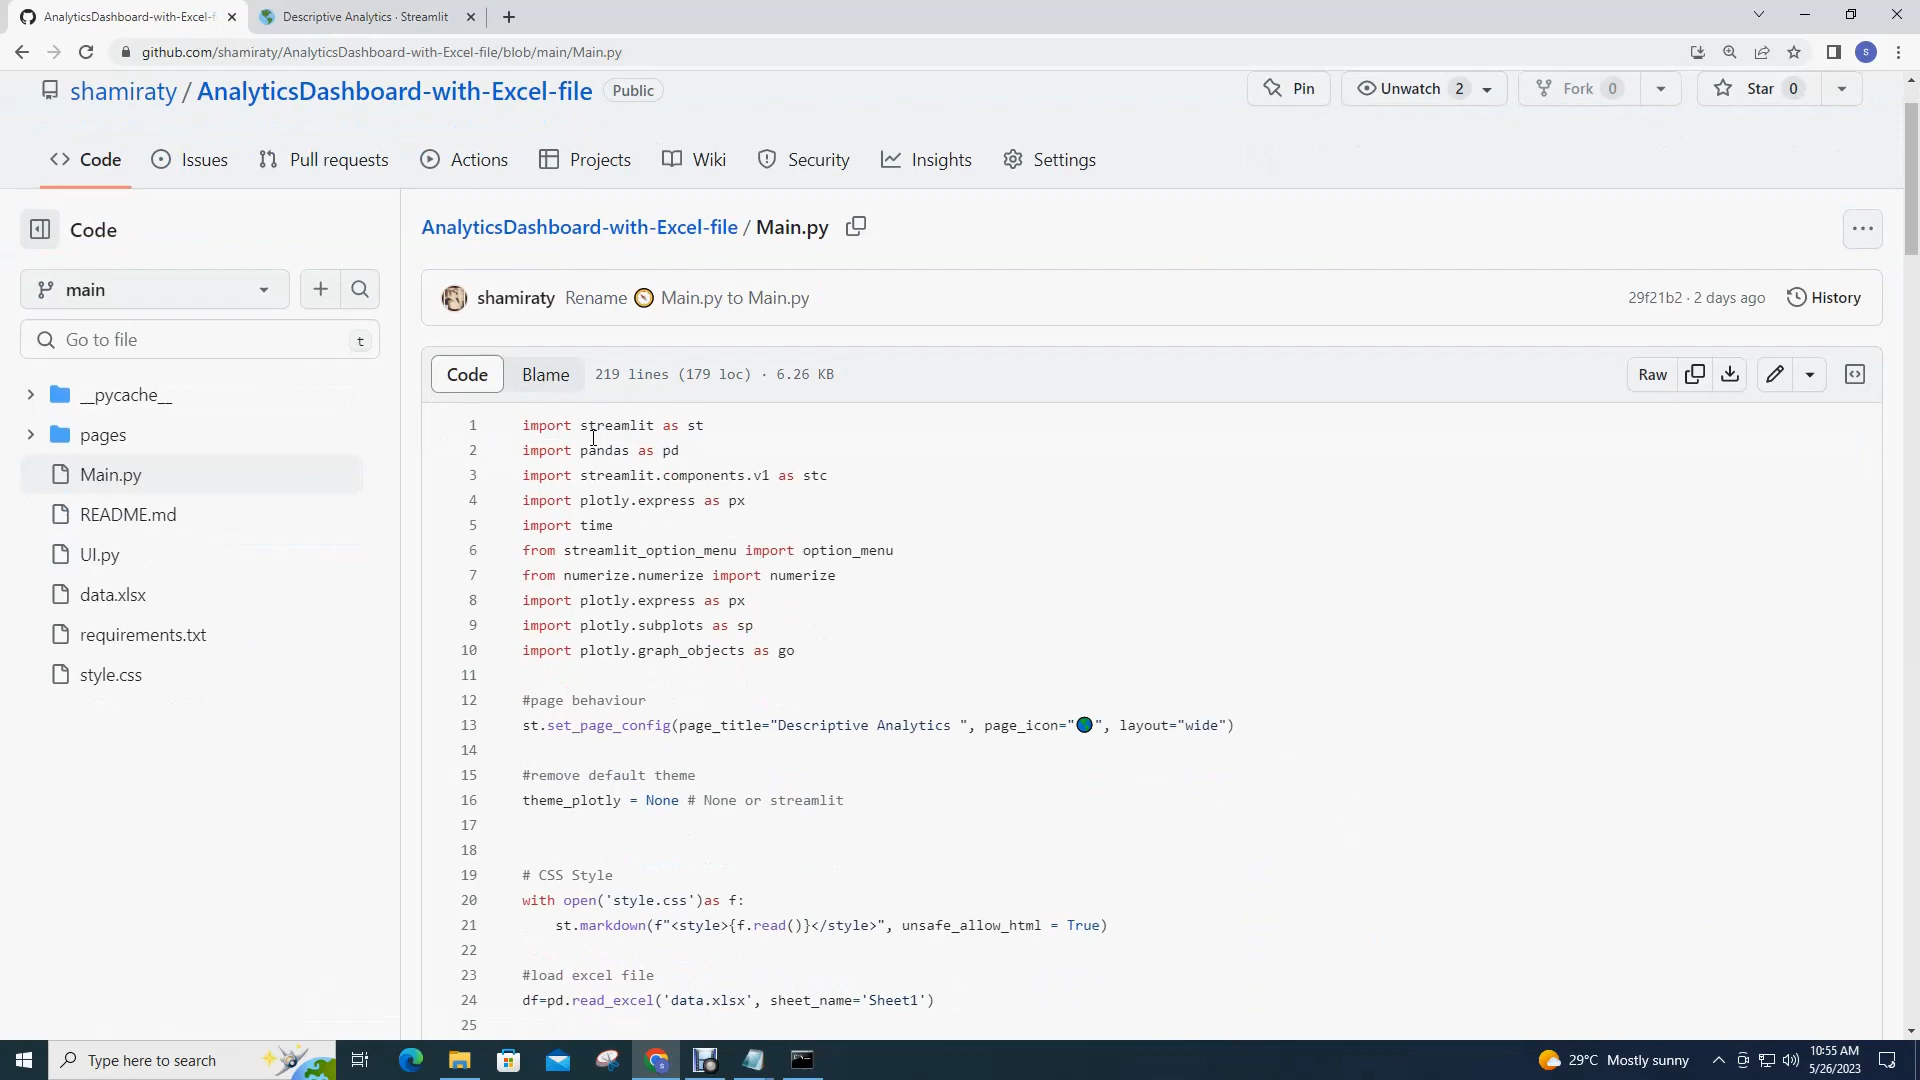 AnalyticsDashboard-with-Excel-f
Descriptive Analytics · Streamlit
github.com/shamiraty/AnalyticsDashboard-with-Excel-file/blob/main/Main.py
S
shamiraty / AnalyticsDashboard-with-Excel-file Public
Pin
Unwatch 2
Fork 0
Star 0
Code
Issues
Pull requests
Actions
Projects
Wiki
Security
Insights
Settings
Code
main
Go to file
t
__pycache__
pages
Main.py
README.md
UI.py
data.xlsx
requirements.txt
style.css
AnalyticsDashboard-with-Excel-file / Main.py
shamiraty Rename 🧭 Main.py to Main.py
29f21b2 · 2 days ago
History
Code
Blame
219 lines (179 loc) · 6.26 KB
Raw
1 import streamlit as st
2 import pandas as pd
3 import streamlit.components.v1 as stc
4 import plotly.express as px
5 import time
6 from streamlit_option_menu import option_menu
7 from numerize.numerize import numerize
8 import plotly.express as px
9 import plotly.subplots as sp
10 import plotly.graph_objects as go
11
12 #page behaviour
13 st.set_page_config(page_title="Descriptive Analytics ", page_icon="🌎", layout="wide")
14
15 #remove default theme
16 theme_plotly = None # None or streamlit
17
18
19 # CSS Style
20 with open('style.css')as f:
21 st.markdown(f"<style>{f.read()}</style>", unsafe_allow_html = True)
22
23 #load excel file
24 df=pd.read_excel('data.xlsx', sheet_name='Sheet1')
25
Type here to search
29°C Mostly sunny
10:55 AM
5/26/2023